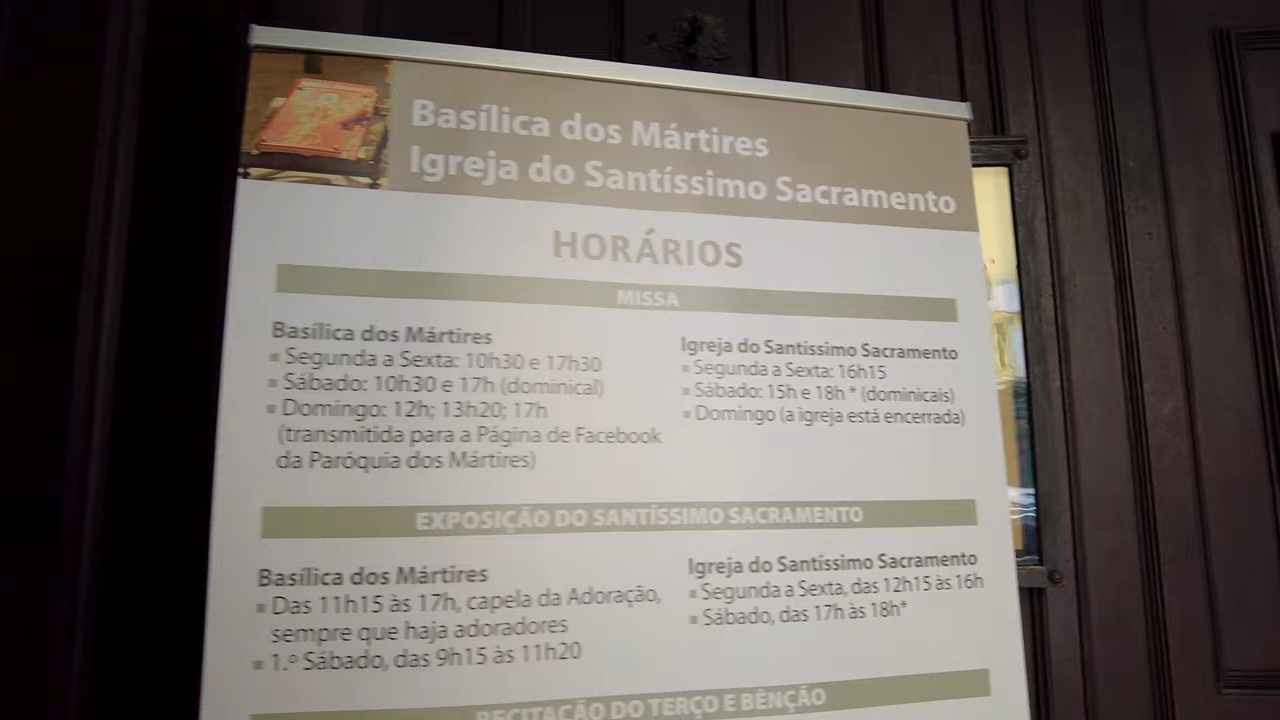 Basílica dos Mártires
Igreja do Santíssimo Sacramento
HORÁRIOS
MISSA
Basílica dos Mártires
▪ Segunda a Sexta: 10h30 e 17h30
▪ Sábado: 10h30 e 17h (dominical)
▪ Domingo: 12h; 13h20; 17h
(transmitida para a Página de Facebook
da Paróquia dos Mártires)
Igreja do Santíssimo Sacramento
▪ Segunda a Sexta: 16h15
▪ Sábado: 15h e 18h * (dominicais)
▪ Domingo (a igreja está encerrada)
EXPOSIÇÃO DO SANTÍSSIMO SACRAMENTO
Basílica dos Mártires
▪ Das 11h15 às 17h, capela da Adoração,
sempre que haja adoradores
▪ 1.º Sábado, das 9h15 às 11h20
Igreja do Santíssimo Sacramento
▪ Segunda a Sexta, das 12h15 às 16h
▪ Sábado, das 17h às 18h*
RECITAÇÃO DO TERÇO E BÊNÇÃO